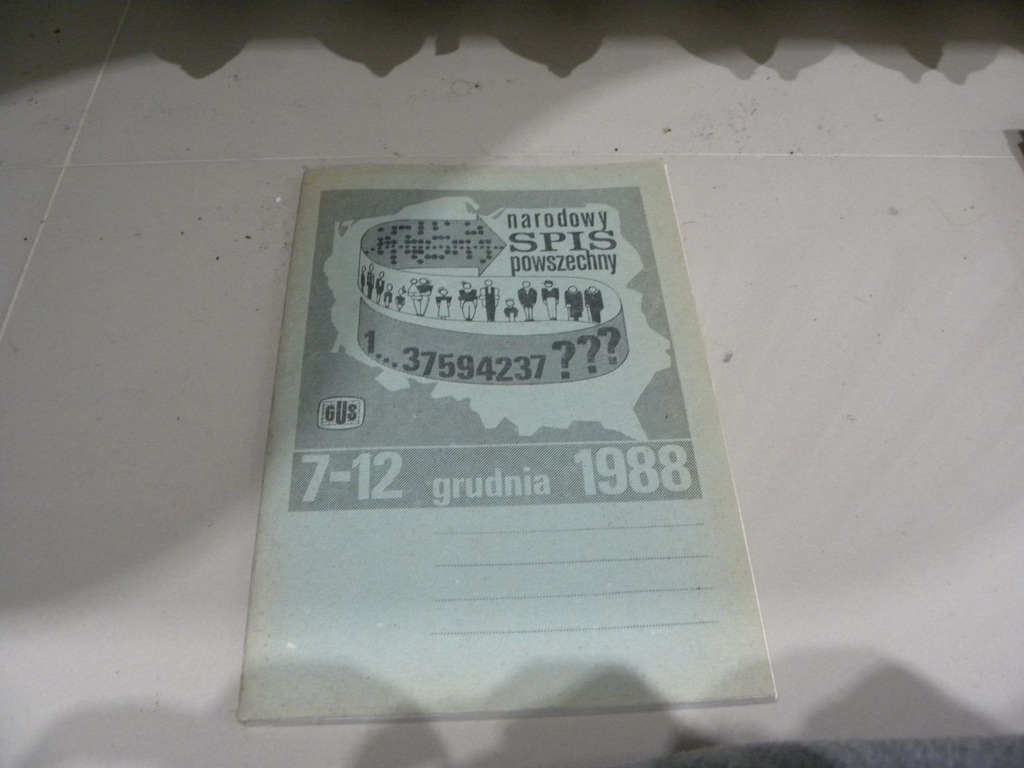 narodowy
SPIS
powszechny
1...37594237???
GUS
7-12 grudnia 1988